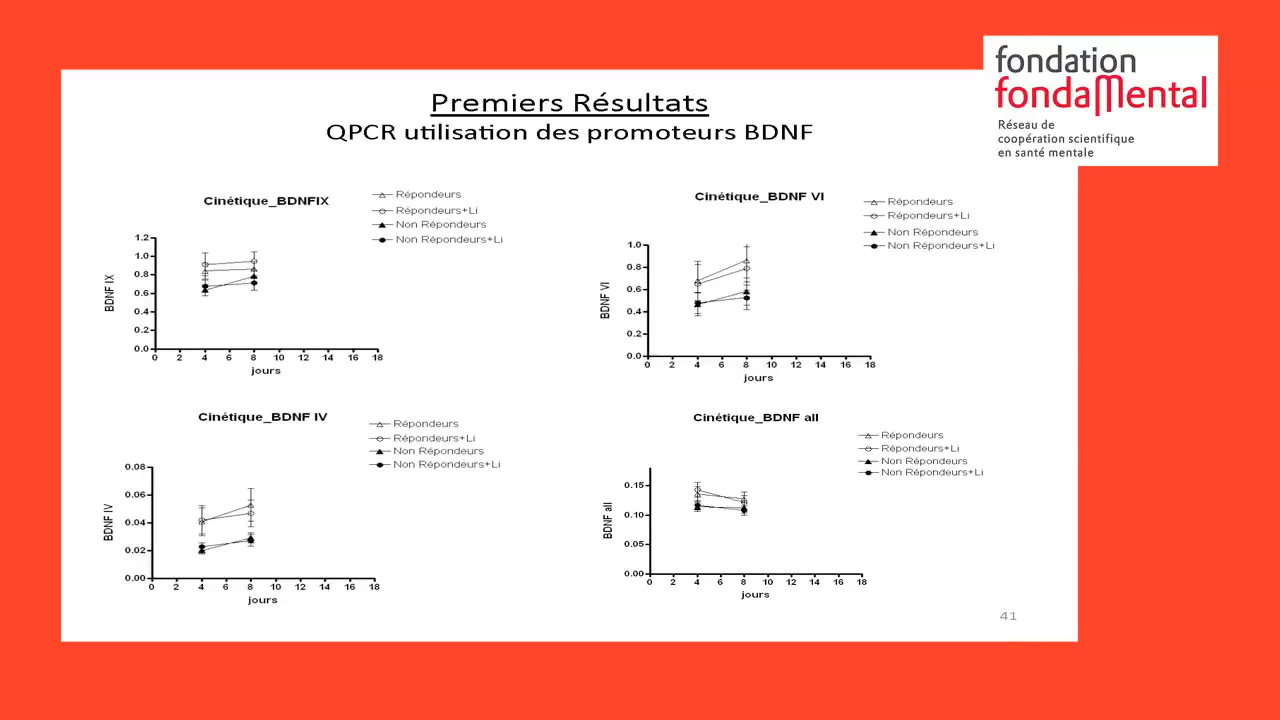 fondation
fondaMental
Réseau de
coopération scientifique
en santé mentale
Premiers Résultats
QPCR utilisation des promoteurs BDNF
Cinétique_BDNFIX
Répondeurs
Répondeurs+Li
Non Répondeurs
Non Répondeurs+Li
BDNF IX
1.2
1.0
0.8
0.6
0.4
0.2
0.0
0 2 4 6 8 10 12 14 16 18
jours
Cinétique_BDNF VI
Répondeurs
Répondeurs+Li
Non Répondeurs
Non Répondeurs+Li
BDNF VI
1.0
0.8
0.6
0.4
0.2
0.0
0 2 4 6 8 10 12 14 16 18
jours
Cinétique_BDNF IV
Répondeurs
Répondeurs+Li
Non Répondeurs
Non Répondeurs+Li
BDNF IV
0.08
0.06
0.04
0.02
0.00
0 2 4 6 8 10 12 14 16 18
jours
Cinétique_BDNF all
Répondeurs
Répondeurs+Li
Non Répondeurs
Non Répondeurs+Li
BDNF all
0.15
0.10
0.05
0.00
0 2 4 6 8 10 12 14 16 18
jours
41